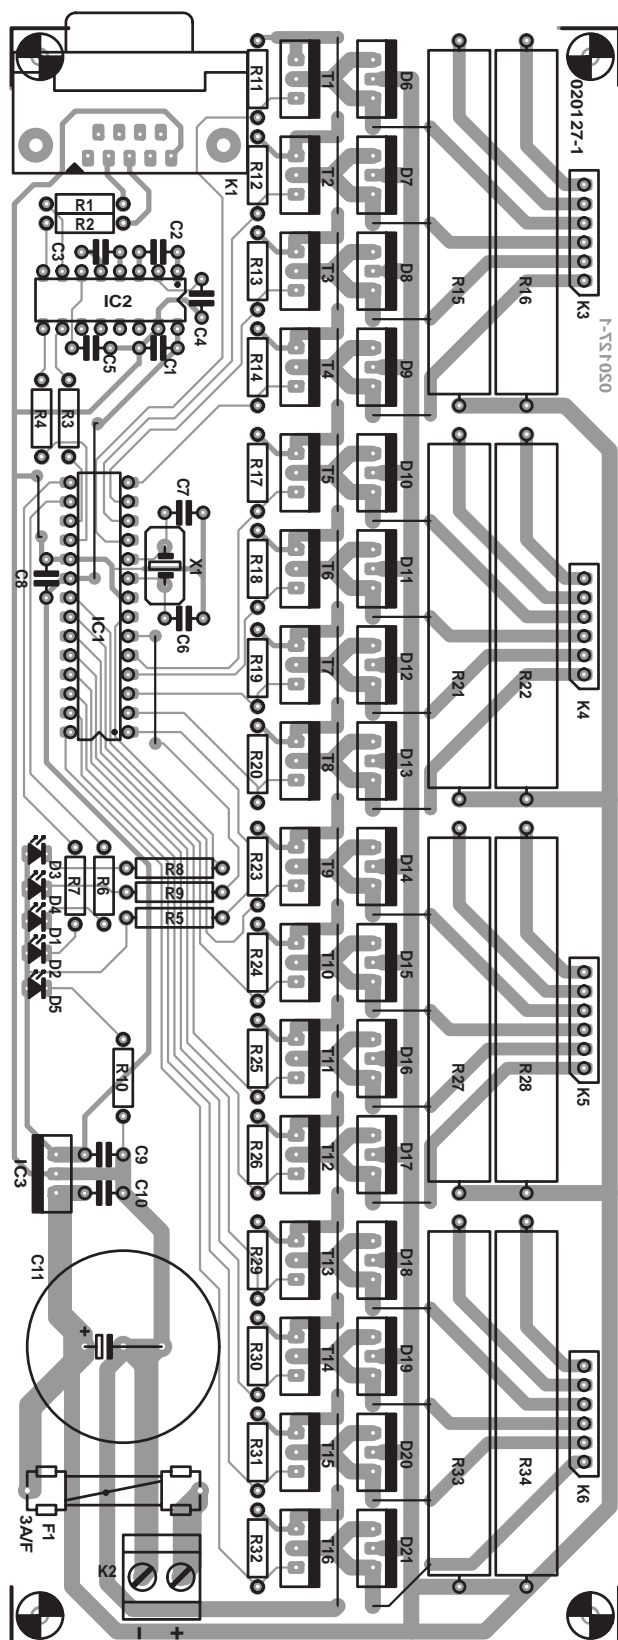 R11
T1
D6
020127-1
R12
K1
T2
D7
R1
R2
C3
C2
R13
T3
D8
K3
IC2
C4
R15
R16
020127-1
R14
T4
D9
C5
C1
R4
R3
R17
T5
D10
C7
R18
T6
D11
X1
C8
K4
IC1
C6
R19
T7
D12
R21
R22
R20
T8
D13
D3
D4
D1
D2
D5
R7
R6
R8
R9
R5
R23
T9
D14
R24
T10
D15
R10
R25
T11
D16
R27
R28
K5
IC3
C9
C10
R26
T12
D17
C11
R29
T13
D18
+
R30
T14
D19
R31
T15
D20
R33
R34
K6
F1
3A/F
K2
R32
T16
D21
- +